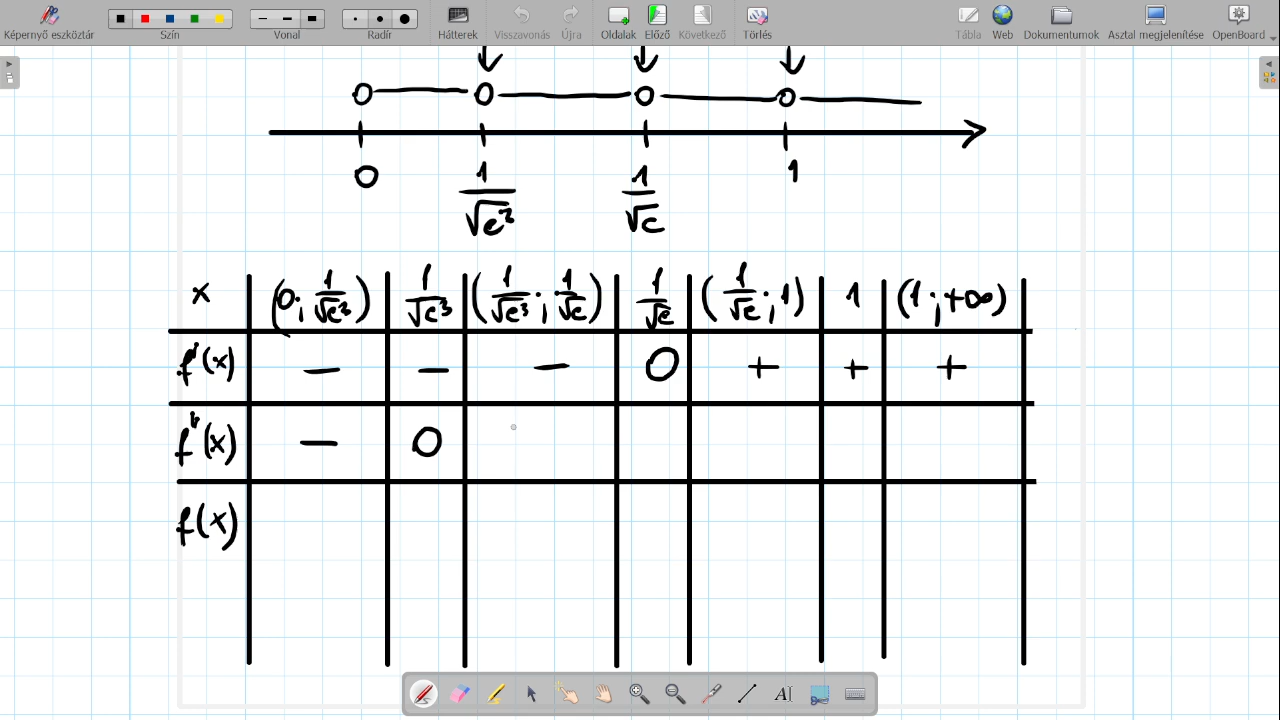 Képernyő eszköztár Szín Vonal Radír Hátterek Visszavonás Újra Oldalak Előző Következő Törlés Tábla Web Dokumentumok Asztal megjelenítése OpenBoard
0 1/√e³ 1/√e 1
x (0; 1/√e³) 1/√e³ (1/√e³; 1/√e) 1/√e (1/√e; 1) 1 (1; +∞)
f'(x) − − − 0 + + +
f''(x) − 0
f(x)